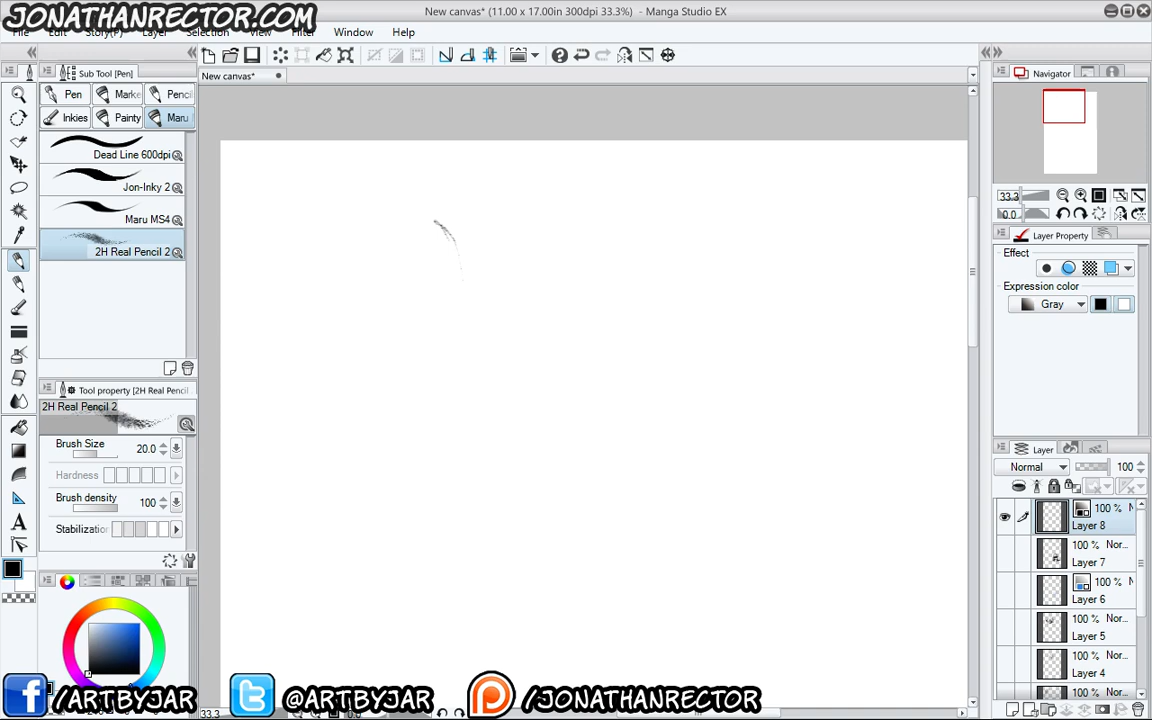 JONATHANRECTOR.COM
New canvas* (11.00 x 17.00in 300dpi 33.3%) - Manga Studio EX
File Edit Story(P) Layer Selection View Filter Window Help
Sub Tool [Pen]
New canvas*
Navigator
Pen Marke Pencil
Inkies Painty Maru
Dead Line 600dpi
Jon-Inky 2
Maru MS4
2H Real Pencil 2
33.3
0.0
Layer Property
Effect
Expression color
Gray
Tool property [2H Real Pencil
2H Real Pencil 2
Brush Size 20.0
Hardness
Brush density 100
Stabilization
Layer
Normal 100
100 % N
Layer 8
100 % Nor...
Layer 7
100 % N
Layer 6
100 % Nor...
Layer 5
100 % Nor...
Layer 4
100 % Nor...
A
/ARTBYJAR
@ARTBYJAR
/JONATHANRECTOR
33.3 0.0